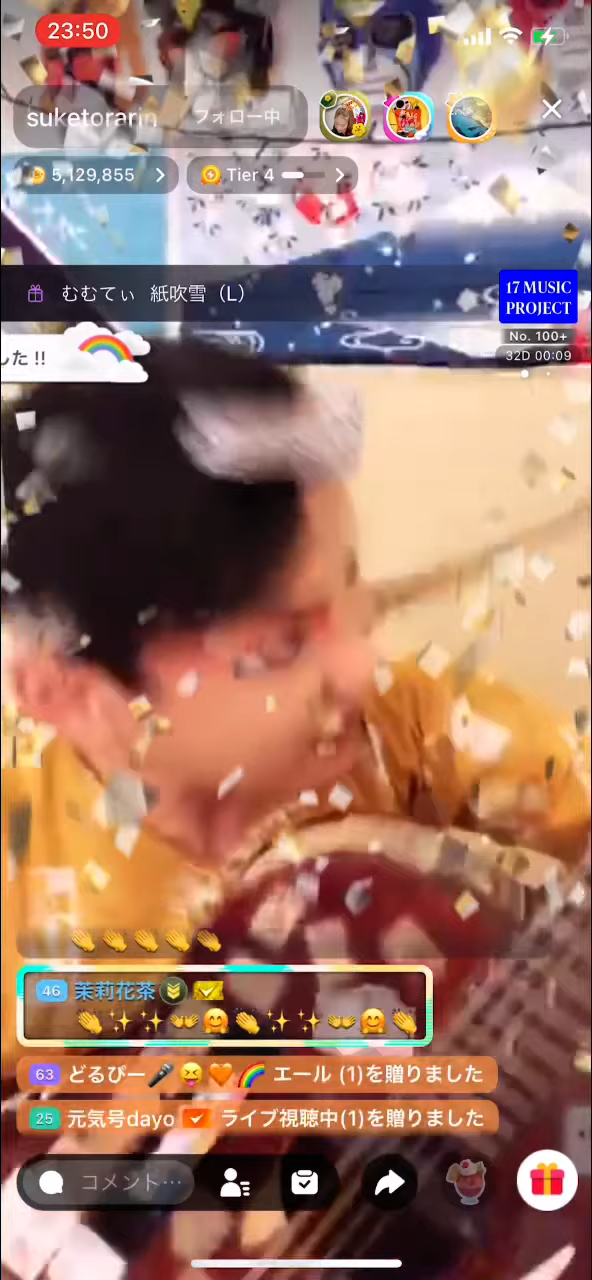 23:50
suketorarin フォロー中
5,129,855
Tier 4
むむてぃ 紙吹雪（L）
17 MUSIC
PROJECT
No. 100+
32D 00:09
した !!
👏👏👏👏👏
46 茉莉花茶
👏✨✨👐🤗👏✨✨👐🤗👏
63 どるぴー🎤😝🧡🌈 エール (1)を贈りました
25 元気号dayo ライブ視聴中(1)を贈りました
コメント…